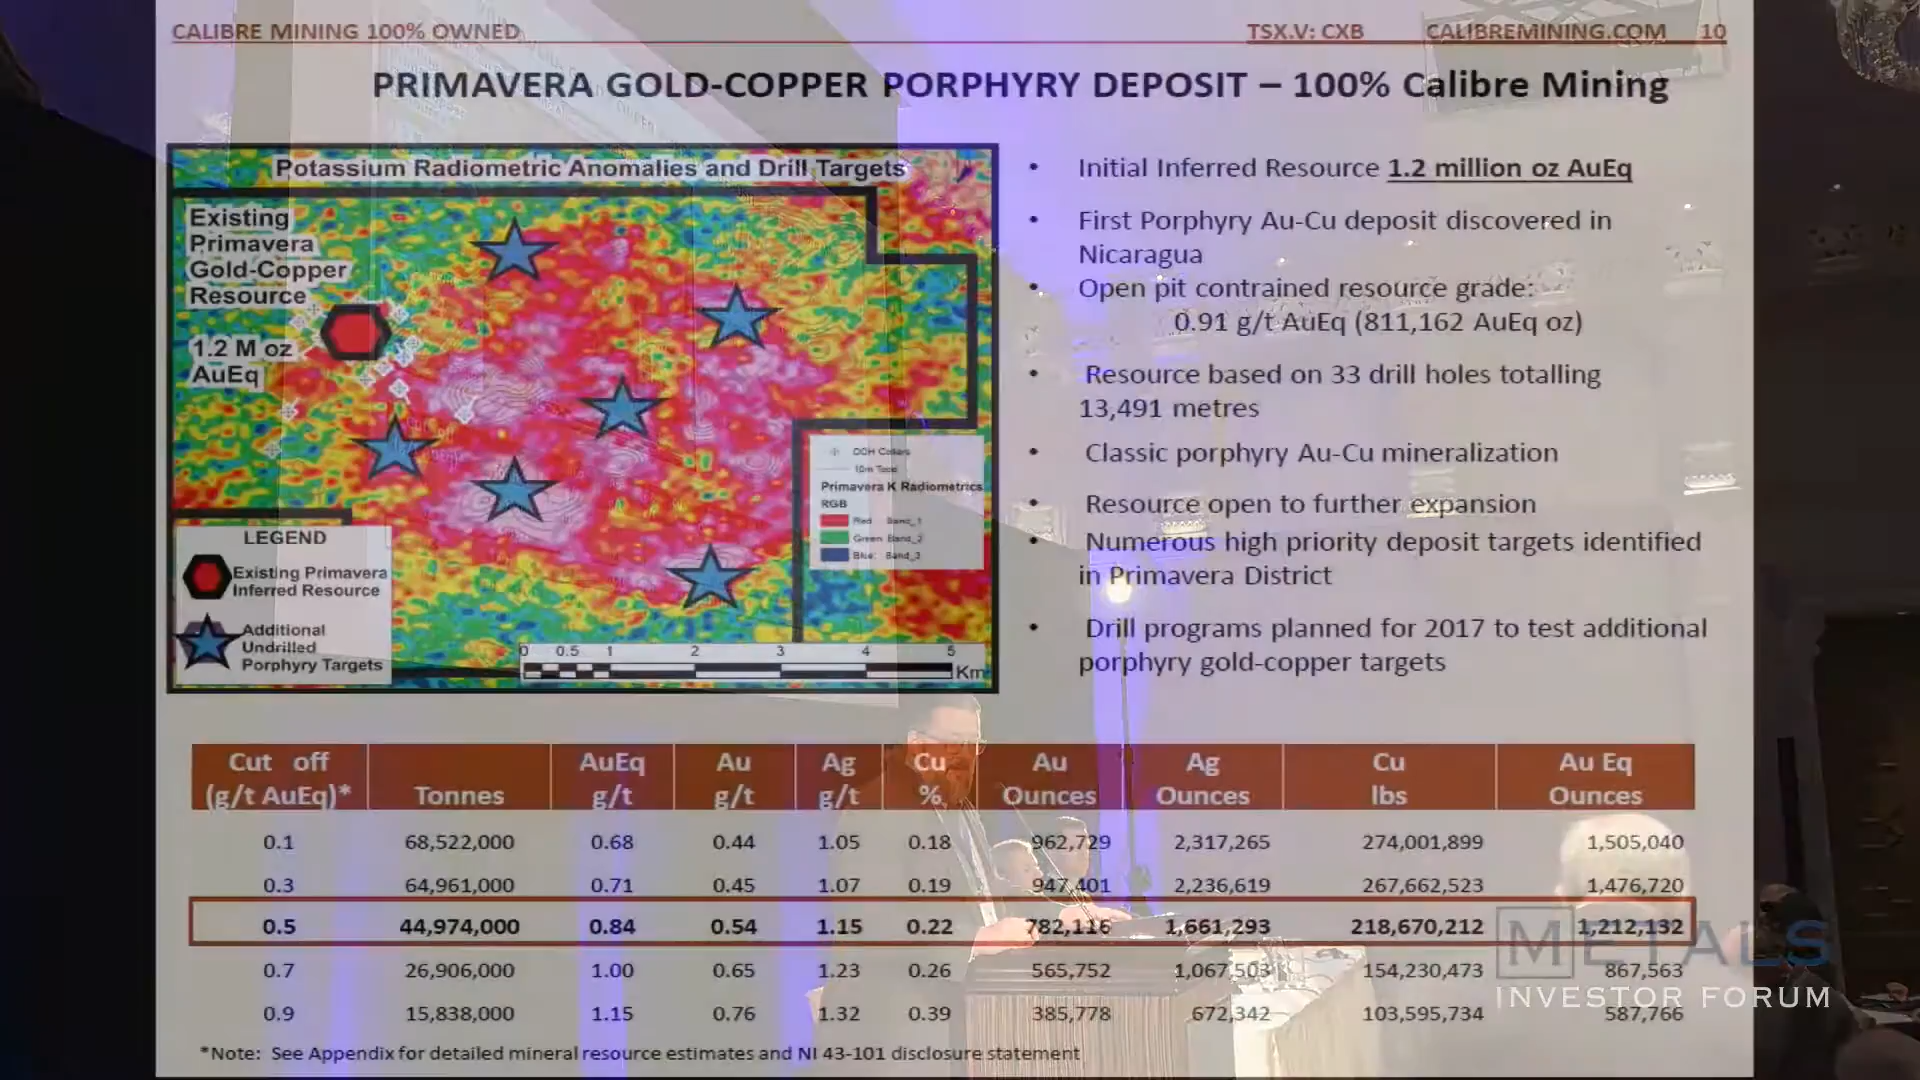 CALIBRE MINING 100% OWNED TSX.V: CXB CALIBREMINING.COM 10
PRIMAVERA GOLD-COPPER PORPHYRY DEPOSIT – 100% Calibre Mining
Potassium Radiometric Anomalies and Drill Targets
Existing
Primavera
Gold-Copper
Resource
1.2 M oz
AuEq
DDH Collars
10m Topo
Primavera K Radiometrics
RGB
Red: Band_1
Green: Band_2
Blue: Band_3
LEGEND
Existing Primavera
Inferred Resource
Additional
Undrilled
Porphyry Targets
0 0.5 1 2 3 4 5
Km
• Initial Inferred Resource 1.2 million oz AuEq
• First Porphyry Au-Cu deposit discovered in
Nicaragua
• Open pit contrained resource grade:
0.91 g/t AuEq (811,162 AuEq oz)
• Resource based on 33 drill holes totalling
13,491 metres
• Classic porphyry Au-Cu mineralization
• Resource open to further expansion
• Numerous high priority deposit targets identified
in Primavera District
• Drill programs planned for 2017 to test additional
porphyry gold-copper targets
Cut off (g/t AuEq)* Tonnes AuEq g/t Au g/t Ag g/t Cu % Au Ounces Ag Ounces Cu lbs Au Eq Ounces
0.1 68,522,000 0.68 0.44 1.05 0.18 962,729 2,317,265 274,001,899 1,505,040
0.3 64,961,000 0.71 0.45 1.07 0.19 947,401 2,236,619 267,662,523 1,476,720
0.5 44,974,000 0.84 0.54 1.15 0.22 782,116 1,661,293 218,670,212 1,212,132
0.7 26,906,000 1.00 0.65 1.23 0.26 565,752 1,067,503 154,230,473 867,563
0.9 15,838,000 1.15 0.76 1.32 0.39 385,778 672,342 103,595,734 587,766
*Note: See Appendix for detailed mineral resource estimates and NI 43-101 disclosure statement
METALS
INVESTOR FORUM